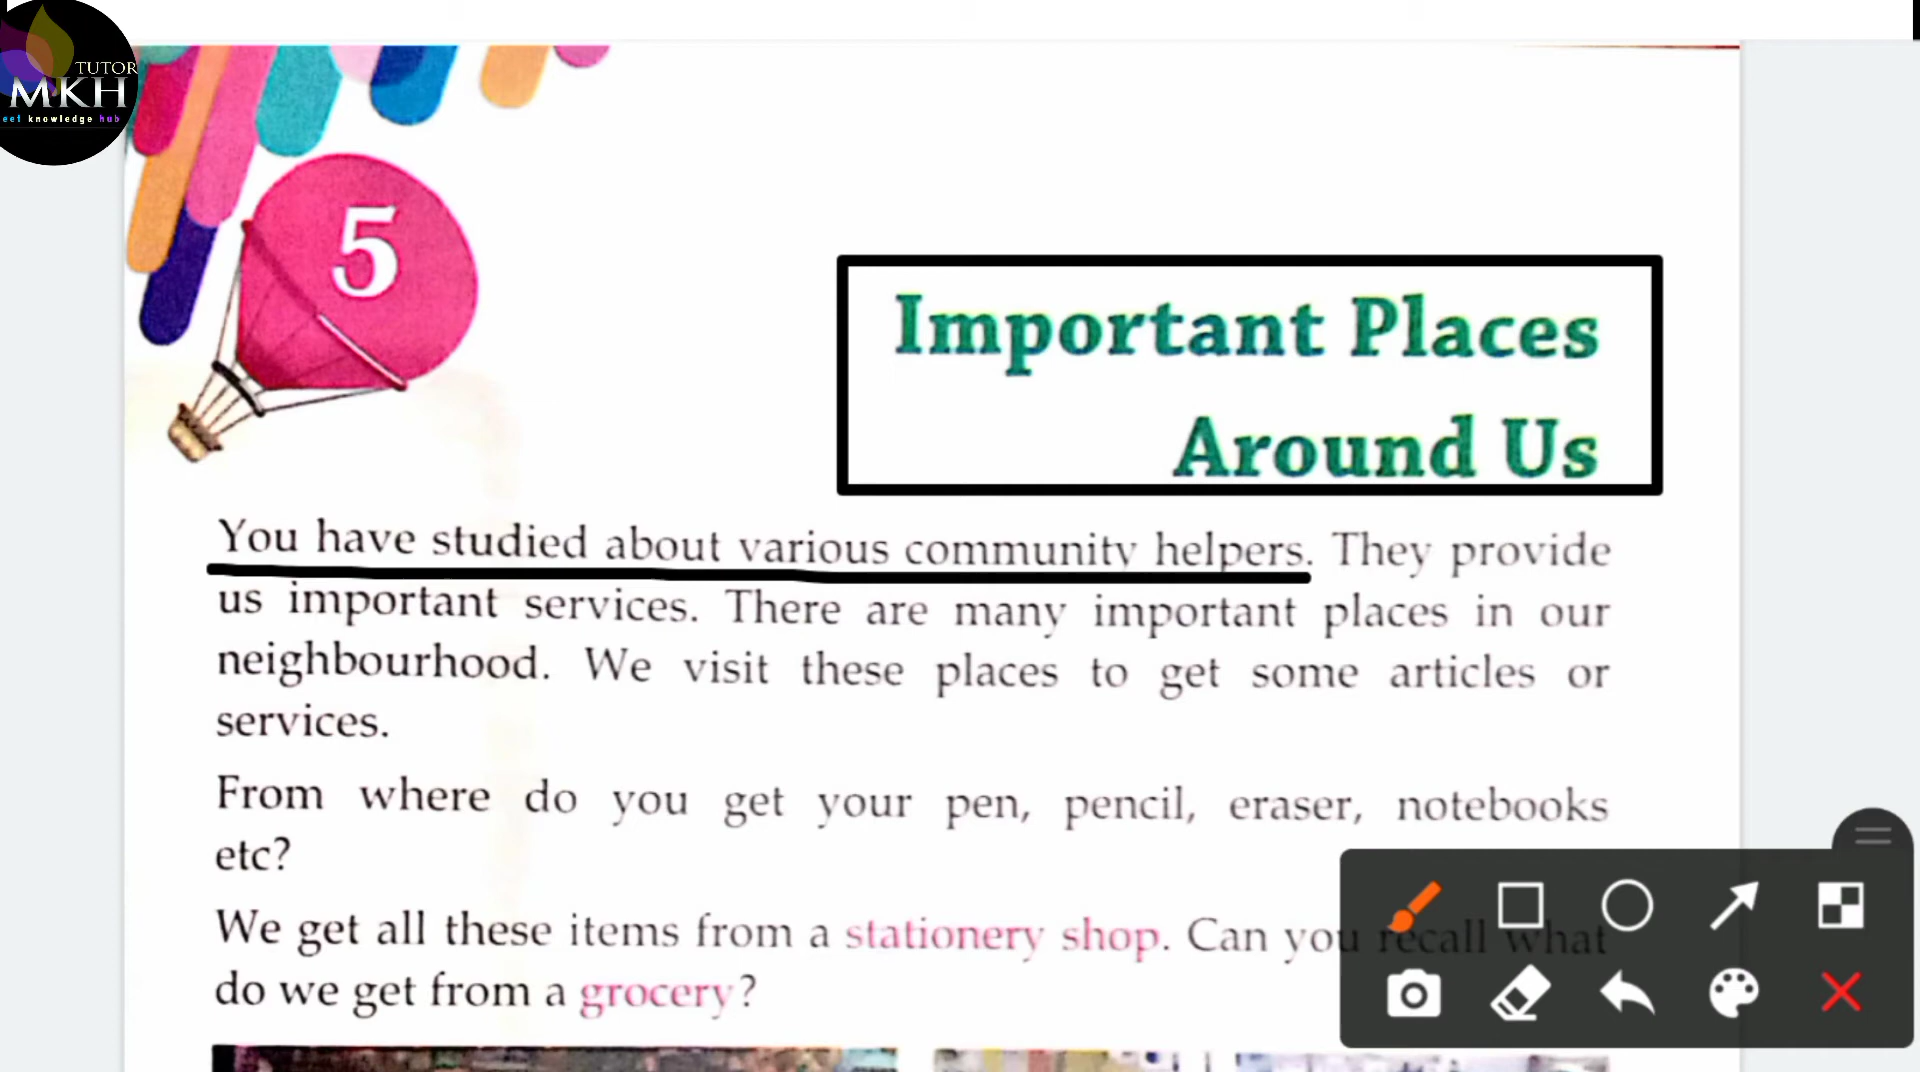 TUTOR
MKH
eet knowledge hub
5
Important Places
Around Us
You have studied about various community helpers. They provide
us important services. There are many important places in our
neighbourhood. We visit these places to get some articles or
services.
From where do you get your pen, pencil, eraser, notebooks
etc?
We get all these items from a stationery shop. Can you recall what
do we get from a grocery?